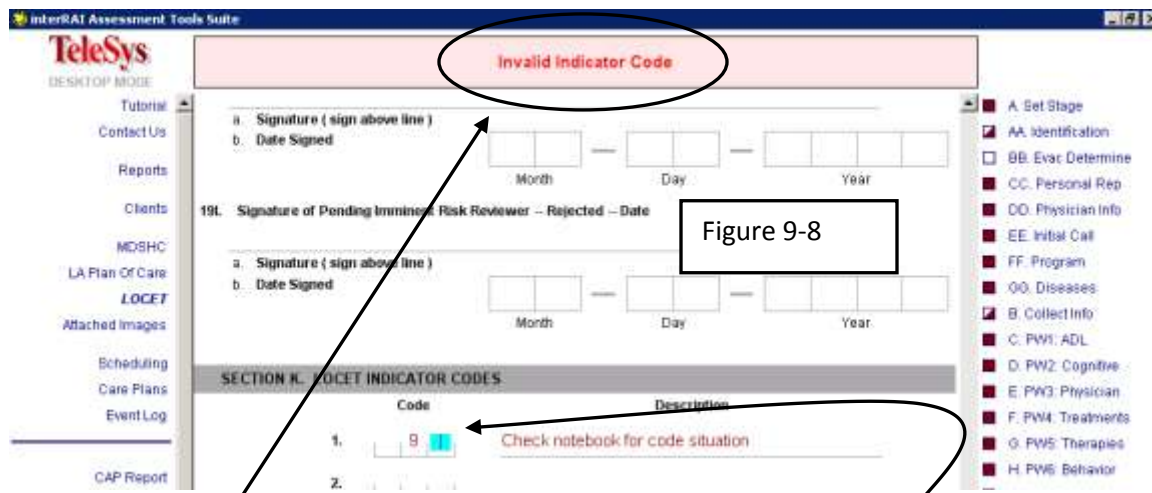 interRAI Assessment Tools Suite
TeleSys
DESKTOP MODE
Invalid Indicator Code
Tutorial
Contact Us
Reports
Clients
MDSHC
LA Plan Of Care
LOCET
Attached Images
Scheduling
Care Plans
Event Log
CAP Report
a. Signature ( sign above line )
b. Date Signed
Month Day Year
19L. Signature of Pending Imminent Risk Reviewer -- Rejected -- Date
Figure 9-8
a. Signature ( sign above line )
b. Date Signed
Month Day Year
SECTION K. LOCET INDICATOR CODES
Code Description
1. 9 Check notebook for code situation
2.
A. Set Stage
AA. Identification
BB. Evac Determine
CC. Personal Rep
DD. Physician Info
EE. Initial Call
FF. Program
GG. Diseases
B. Collect Info
C. PW1: ADL
D. PW2: Cognitive
E. PW3: Physician
F. PW4: Treatments
G. PW5: Therapies
H. PW6: Behavior